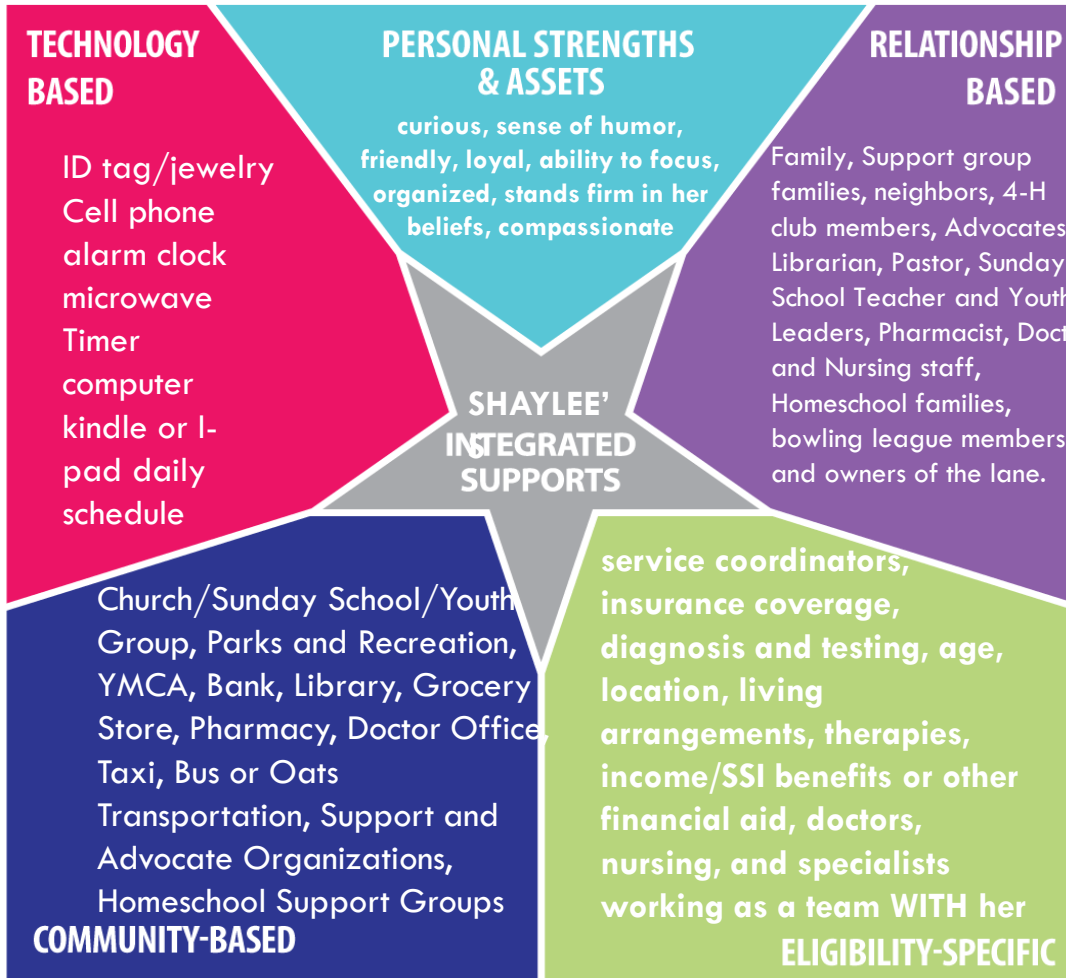 TECHNOLOGY
BASED
ID tag/jewelry
Cell phone
alarm clock
microwave
Timer
computer
kindle or I-
pad daily
schedule
PERSONAL STRENGTHS
& ASSETS
curious, sense of humor,
friendly, loyal, ability to focus,
organized, stands firm in her
beliefs, compassionate
RELATIONSHIP
BASED
Family, Support group
families, neighbors, 4-H
club members, Advocates
Librarian, Pastor, Sunday
School Teacher and Youth
Leaders, Pharmacist,
and Nursing staff,
Homeschool families,
bowling league members
and owners of the lane.
SHAYLEE'
S
INTEGRATED
SUPPORTS
Church/Sunday School/Youth
Group, Parks and Recreation,
YMCA, Bank, Library, Grocery
Store, Pharmacy, Doctor Office,
Taxi, Bus or Oats
Transportation, Support and
Advocate Organizations,
Homeschool Support Groups
COMMUNITY-BASED
service coordinators,
insurance coverage,
diagnosis and testing, age,
location, living
arrangements, therapies,
income/SSI benefits or other
financial aid, doctors,
nursing, and specialists
working as a team WITH her
ELIGIBILITY-SPECIFIC